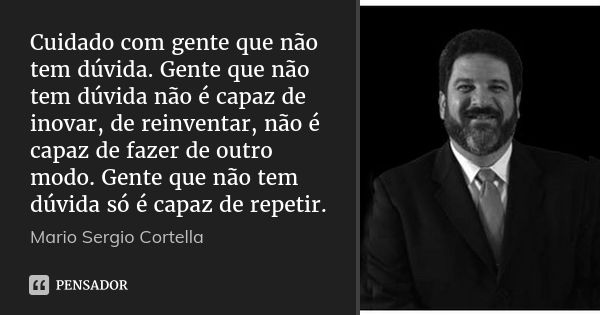 Cuidado com gente que não
tem dúvida. Gente que não
tem dúvida não é capaz de
inovar, de reinventar, não é
capaz de fazer de outro
modo. Gente que não tem
dúvida só é capaz de repetir.
Mario Sergio Cortella
PENSADOR